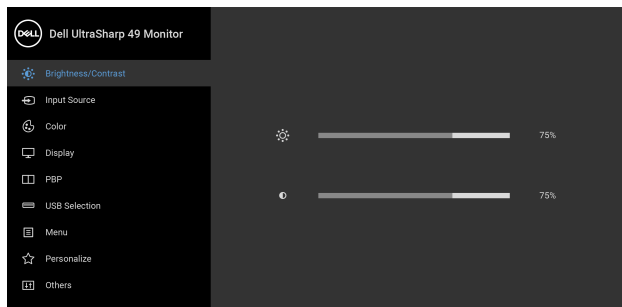 DELL Dell UltraSharp 49 Monitor
Brightness/Contrast
Input Source
Color
Display
PBP
USB Selection
Menu
Personalize
Others
75%
75%